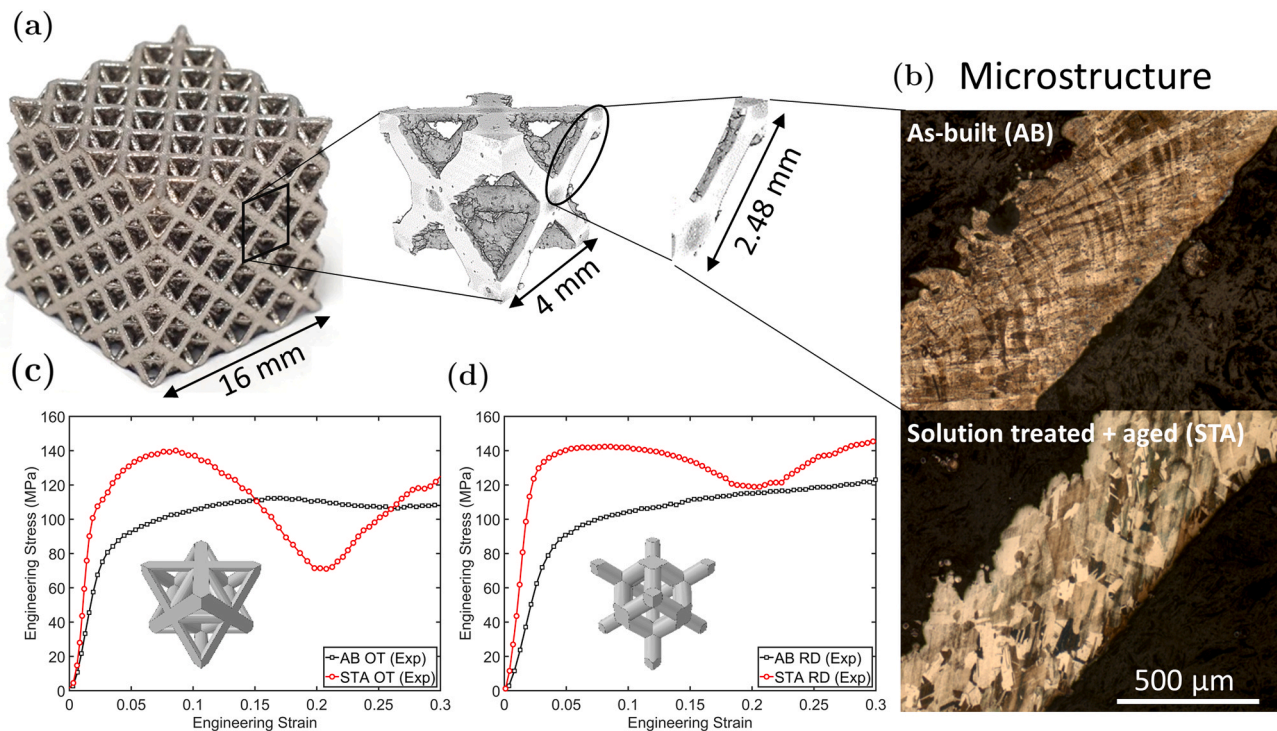 (a)
16 mm
4 mm
2.48 mm
(b) Microstructure
As-built (AB)
Solution treated + aged (STA)
500 µm
(c)
160
140
120
100
80
60
40
20
0
Engineering Stress (MPa)
0 0.05 0.1 0.15 0.2 0.25 0.3
Engineering Strain
AB OT (Exp)
STA OT (Exp)
(d)
160
140
120
100
80
60
40
20
0
Engineering Stress (MPa)
0 0.05 0.1 0.15 0.2 0.25 0.3
Engineering Strain
AB RD (Exp)
STA RD (Exp)